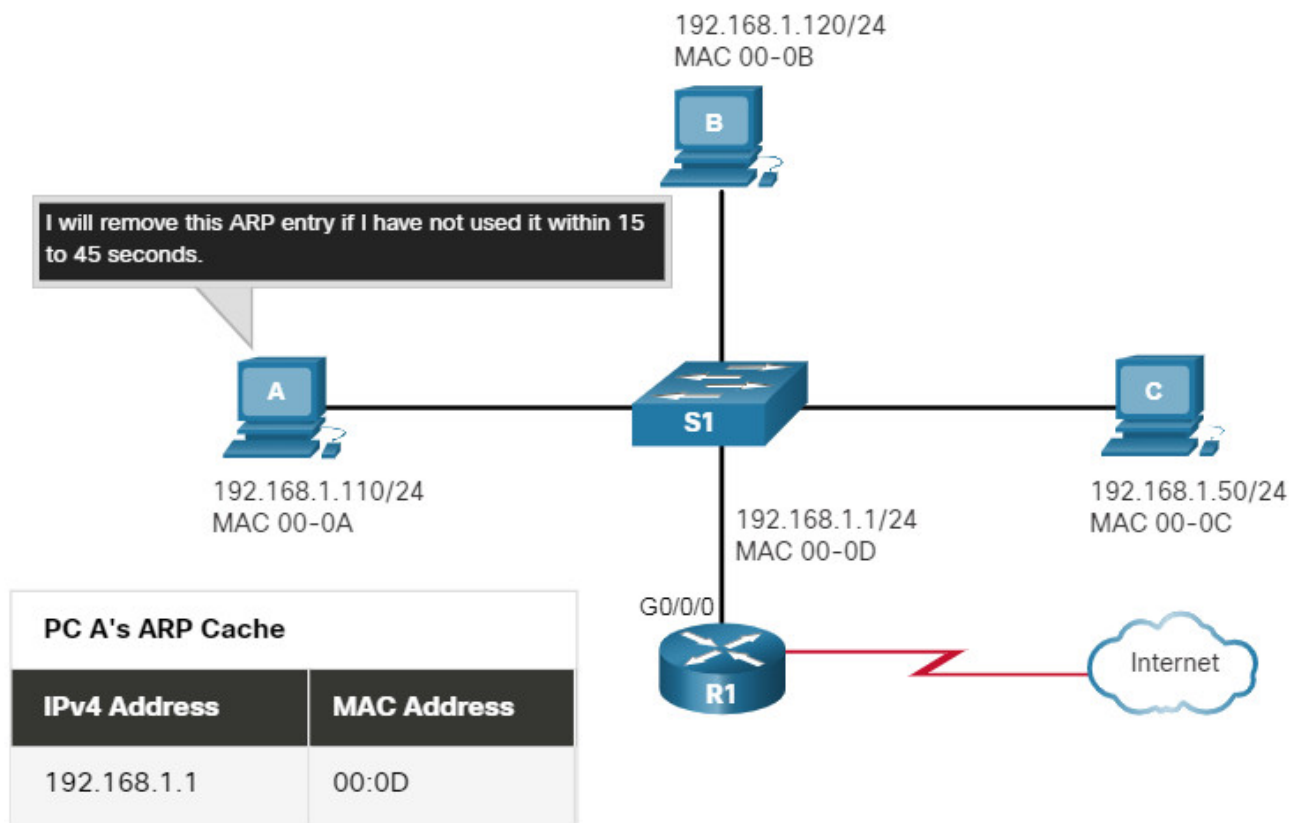 192.168.1.120/24
MAC 00-0B
B
I will remove this ARP entry if I have not used it within 15
to 45 seconds.
A
S1
C
192.168.1.110/24
MAC 00-0A
192.168.1.1/24
MAC 00-0D
192.168.1.50/24
MAC 00-0C
G0/0/0
R1
Internet
PC A's ARP Cache
IPv4 Address MAC Address
192.168.1.1 00:0D